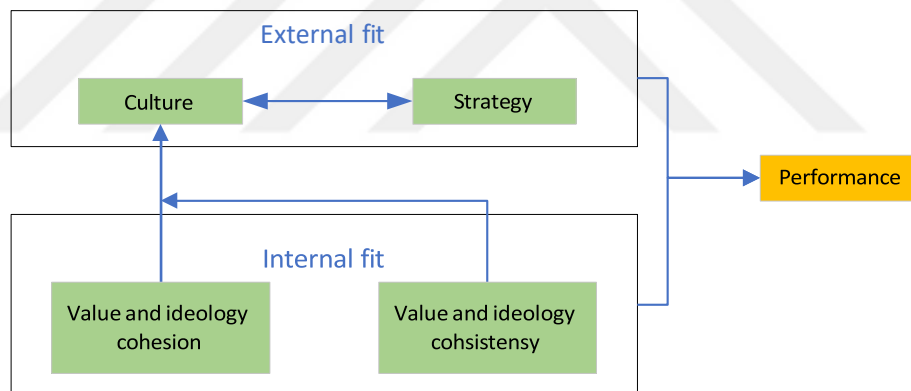 External fit
Culture
Strategy
Performance
Internal fit
Value and ideology
cohesion
Value and ideology
cohsistensy